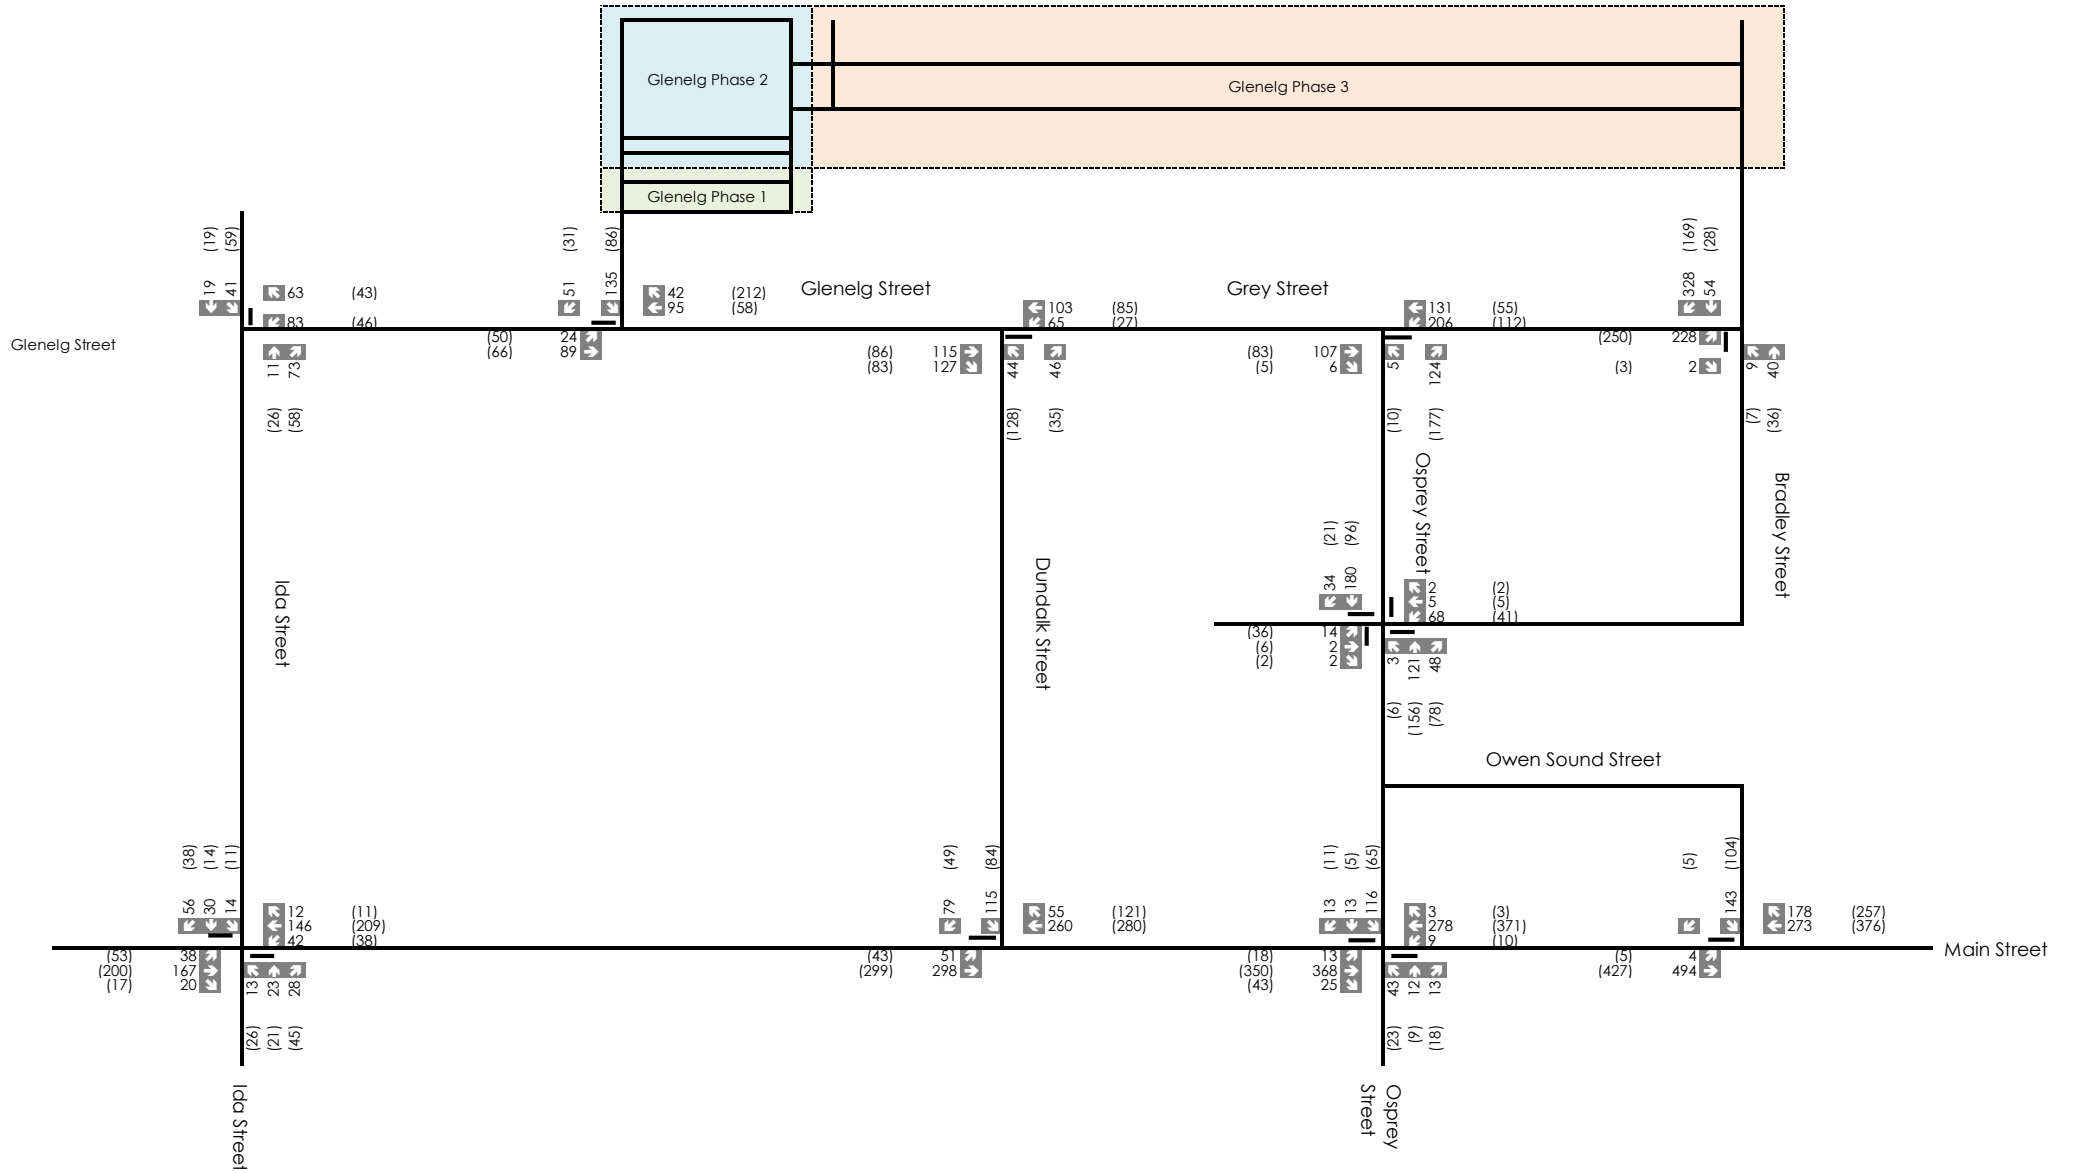 Glenelg Phase 2
Glenelg Phase 3
Glenelg Phase 1
(19) (59)
19 41
63 (43)
83 (46)
11 73
(26) (58)
Glenelg Street
(31) (86)
51 135
42 (212)
95 (58)
(50) 24
(66) 89
Glenelg Street
103 (85)
65 (27)
(86) 115
(83) 127
44 46
(128) (35)
Grey Street
131 (55)
206 (112)
(83) 107
(5) 6
5 124
(10) (177)
(169) (28)
328 54
(250) 228
(3) 2
9 40
(7) (36)
Ida Street
Dundalk Street
Osprey Street
Bradley Street
(21) (96)
34 180
2 (2)
5 (5)
68 (41)
(36) 14
(6) 2
(2) 2
3 121 48
(6) (156) (78)
Owen Sound Street
(38) (14) (11)
56 30 14
12 (11)
146 (209)
42 (38)
(53) 38
(200) 167
(17) 20
13 23 28
(26) (21) (45)
(49) (84)
79 115
55 (121)
260 (280)
(43) 51
(299) 298
(11) (5) (65)
13 13 116
3 (3)
278 (371)
9 (10)
(18) 13
(350) 368
(43) 25
43 12 13
(23) (9) (18)
(5) (104)
143
178 (257)
273 (376)
(5) 4
(427) 494
Main Street
Ida Street
Osprey
Street